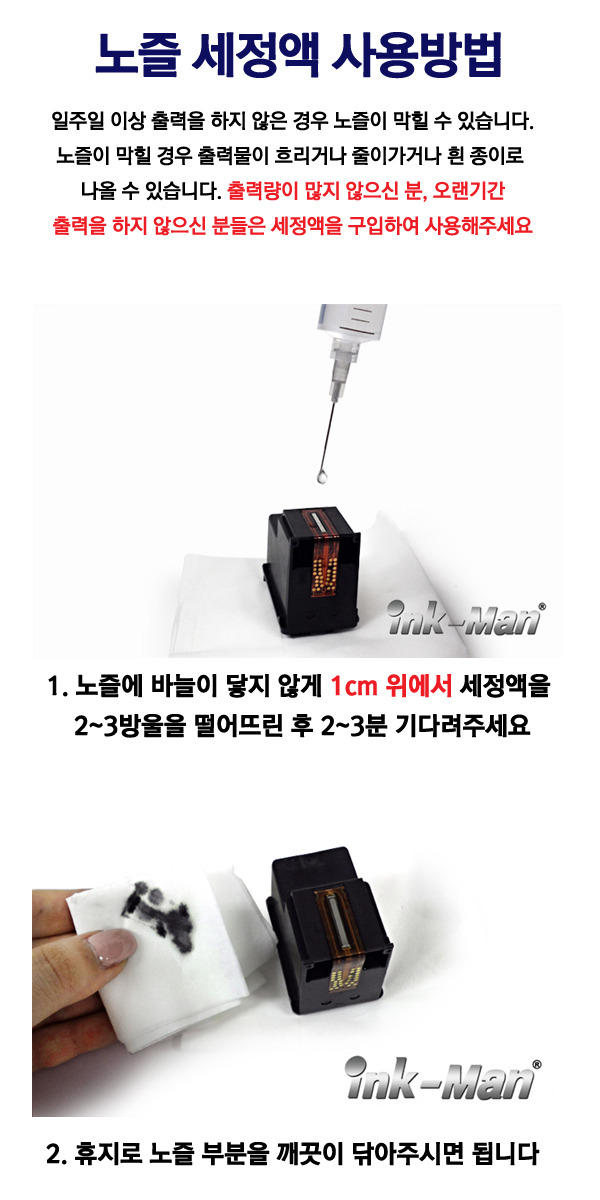 노즐 세정액 사용방법
일주일 이상 출력을 하지 않은 경우 노즐이 막힐 수 있습니다.
노즐이 막힐 경우 출력물이 흐리거나 줄이가거나 흰 종이로
나올 수 있습니다. 출력량이 많지 않으신 분, 오랜기간
출력을 하지 않으신 분들은 세정액을 구입하여 사용해주세요
ink-Man®
1. 노즐에 바늘이 닿지 않게 1cm 위에서 세정액을
2~3방울을 떨어뜨린 후 2~3분 기다려주세요
ink-Man®
2. 휴지로 노즐 부분을 깨끗이 닦아주시면 됩니다